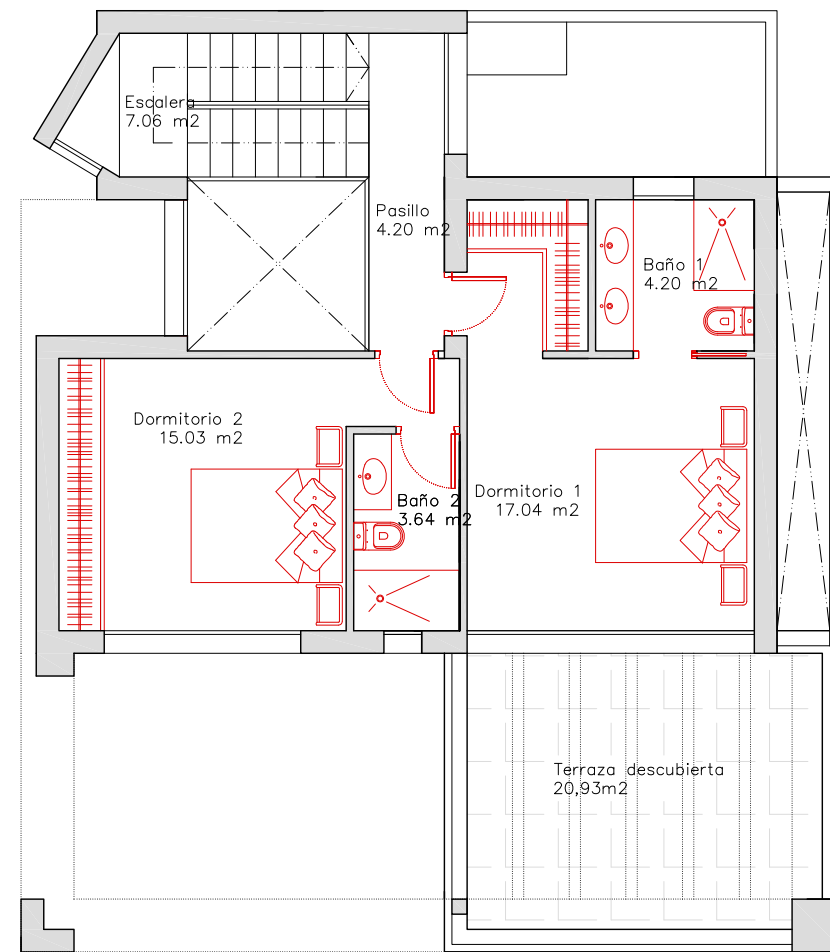 Escalera
7.06 m2
Pasillo
4.20 m2
Baño 1
4.20 m2
Dormitorio 2
15.03 m2
Baño 2
3.64 m2
Dormitorio 1
17.04 m2
Terraza descubierta
20,93m2